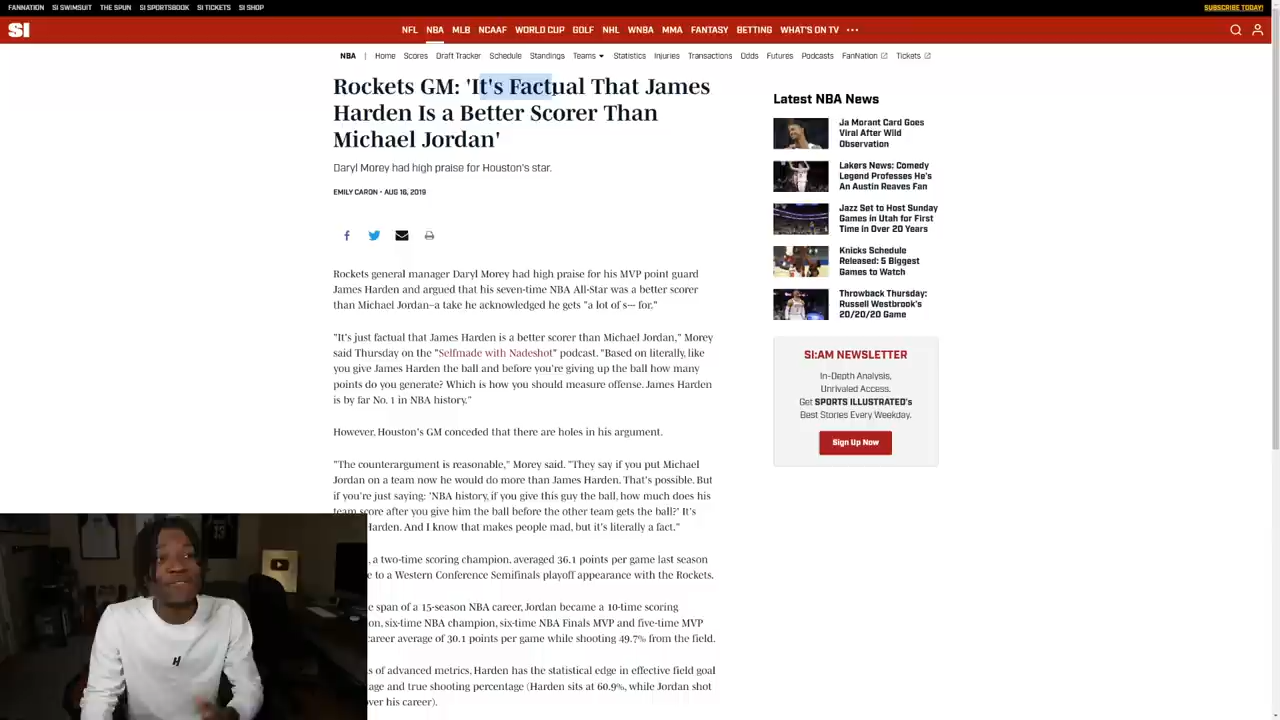 FANNATION SI SWIMSUIT THE SPUN SI SPORTSBOOK SI TICKETS SI SHOP SUBSCRIBE TODAY!
SI NFL NBA MLB NCAAF WORLD CUP GOLF NHL WNBA MMA FANTASY BETTING WHAT'S ON TV
NBA | Home Scores Draft Tracker Schedule Standings Teams Statistics Injuries Transactions Odds Futures Podcasts FanNation Tickets
Rockets GM: 'It's Factual That James
Harden Is a Better Scorer Than
Michael Jordan'
Daryl Morey had high praise for Houston's star.
EMILY CARON • AUG 16, 2019
Rockets general manager Daryl Morey had high praise for his MVP point guard
James Harden and argued that his seven-time NBA All-Star was a better scorer
than Michael Jordan–a take he acknowledged he gets "a lot of s--- for."
"It's just factual that James Harden is a better scorer than Michael Jordan," Morey
said Thursday on the "Selfmade with Nadeshot" podcast. "Based on literally, like
you give James Harden the ball and before you're giving up the ball how many
points do you generate? Which is how you should measure offense. James Harden
is by far No. 1 in NBA history."
However, Houston's GM conceded that there are holes in his argument.
"The counterargument is reasonable," Morey said. "They say if you put Michael
Jordan on a team now he would do more than James Harden. That's possible. But
if you're just saying: 'NBA history, if you give this guy the ball, how much does his
team score after you give him the ball before the other team gets the ball?' It's
Harden. And I know that makes people mad, but it's literally a fact."
, a two-time scoring champion, averaged 36.1 points per game last season
to a Western Conference Semifinals playoff appearance with the Rockets.
span of a 15-season NBA career, Jordan became a 10-time scoring
six-time NBA champion, six-time NBA Finals MVP and five-time MVP
career average of 30.1 points per game while shooting 49.7% from the field.
of advanced metrics, Harden has the statistical edge in effective field goal
and true shooting percentage (Harden sits at 60.9%, while Jordan shot
over his career).
Latest NBA News
Ja Morant Card Goes
Viral After Wild
Observation
Lakers News: Comedy
Legend Professes He's
An Austin Reaves Fan
Jazz Set to Host Sunday
Games in Utah for First
Time in Over 20 Years
Knicks Schedule
Released: 5 Biggest
Games to Watch
Throwback Thursday:
Russell Westbrook's
20/20/20 Game
SI:AM NEWSLETTER
In-Depth Analysis,
Unrivaled Access.
Get SPORTS ILLUSTRATED's
Best Stories Every Weekday.
Sign Up Now